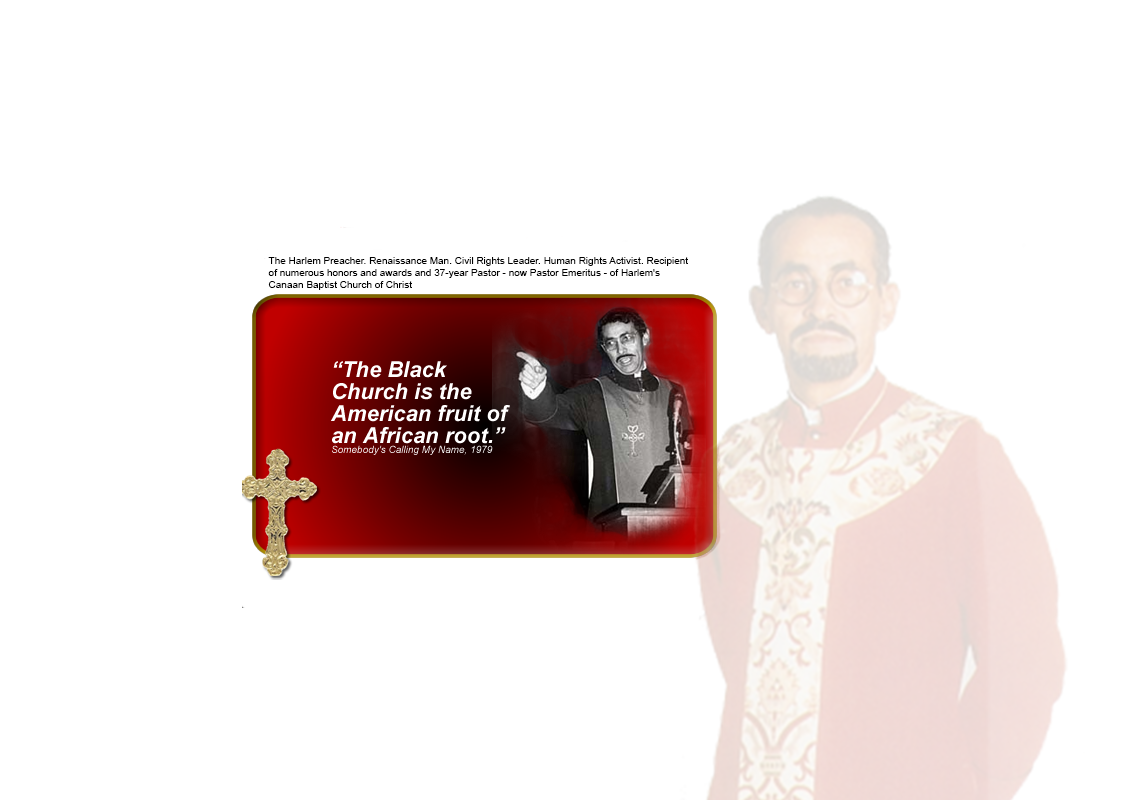 The Harlem Preacher. Renaissance Man. Civil Rights Leader. Human Rights Activist. Recipient
of numerous honors and awards and 37-year Pastor - now Pastor Emeritus - of Harlem's
Canaan Baptist Church of Christ
“The Black
Church is the
American fruit of
an African root.”
Somebody's Calling My Name, 1979